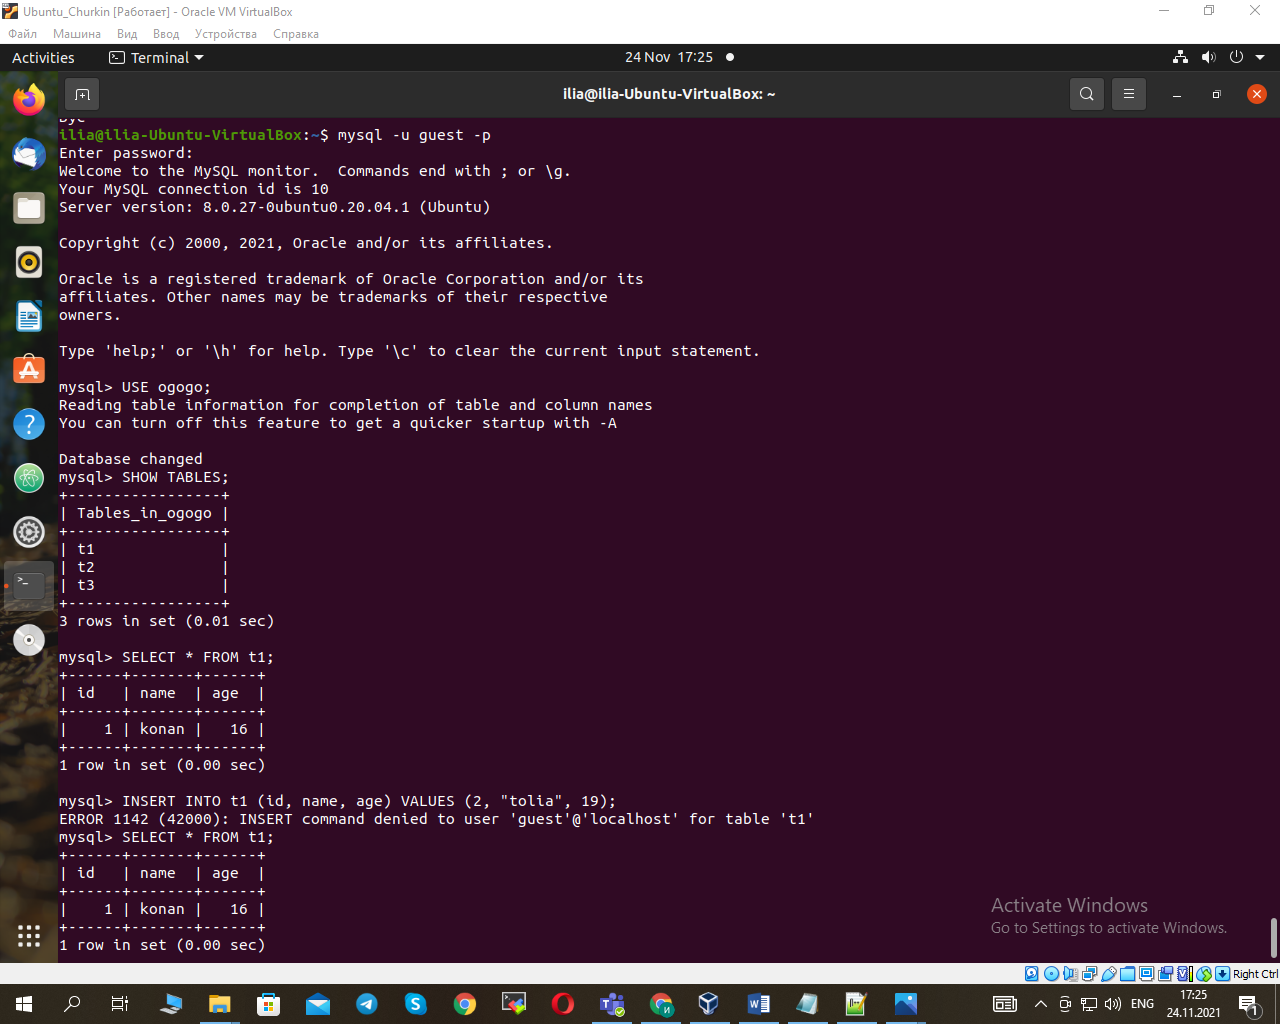 Ubuntu_Churkin [Работает] - Oracle VM VirtualBox
Файл Машина Вид Ввод Устройства Справка
Activities Terminal 24 Nov 17:25
ilia@ilia-Ubuntu-VirtualBox: ~
Bye
ilia@ilia-Ubuntu-VirtualBox:~$ mysql -u guest -p
Enter password:
Welcome to the MySQL monitor.  Commands end with ; or \g.
Your MySQL connection id is 10
Server version: 8.0.27-0ubuntu0.20.04.1 (Ubuntu)
Copyright (c) 2000, 2021, Oracle and/or its affiliates.
Oracle is a registered trademark of Oracle Corporation and/or its
affiliates. Other names may be trademarks of their respective
owners.
Type 'help;' or '\h' for help. Type '\c' to clear the current input statement.
mysql> USE ogogo;
Reading table information for completion of table and column names
You can turn off this feature to get a quicker startup with -A
Database changed
mysql> SHOW TABLES;
+-----------------+
| Tables_in_ogogo |
+-----------------+
| t1              |
| t2              |
| t3              |
+-----------------+
3 rows in set (0.01 sec)
mysql> SELECT * FROM t1;
+------+-------+------+
| id   | name  | age  |
+------+-------+------+
|    1 | konan |   16 |
+------+-------+------+
1 row in set (0.00 sec)
mysql> INSERT INTO t1 (id, name, age) VALUES (2, "tolia", 19);
ERROR 1142 (42000): INSERT command denied to user 'guest'@'localhost' for table 't1'
mysql> SELECT * FROM t1;
+------+-------+------+
| id   | name  | age  |
+------+-------+------+
|    1 | konan |   16 |
+------+-------+------+
1 row in set (0.00 sec)
Activate Windows
Go to Settings to activate Windows.
Right Ctrl
ENG
17:25
24.11.2021
1